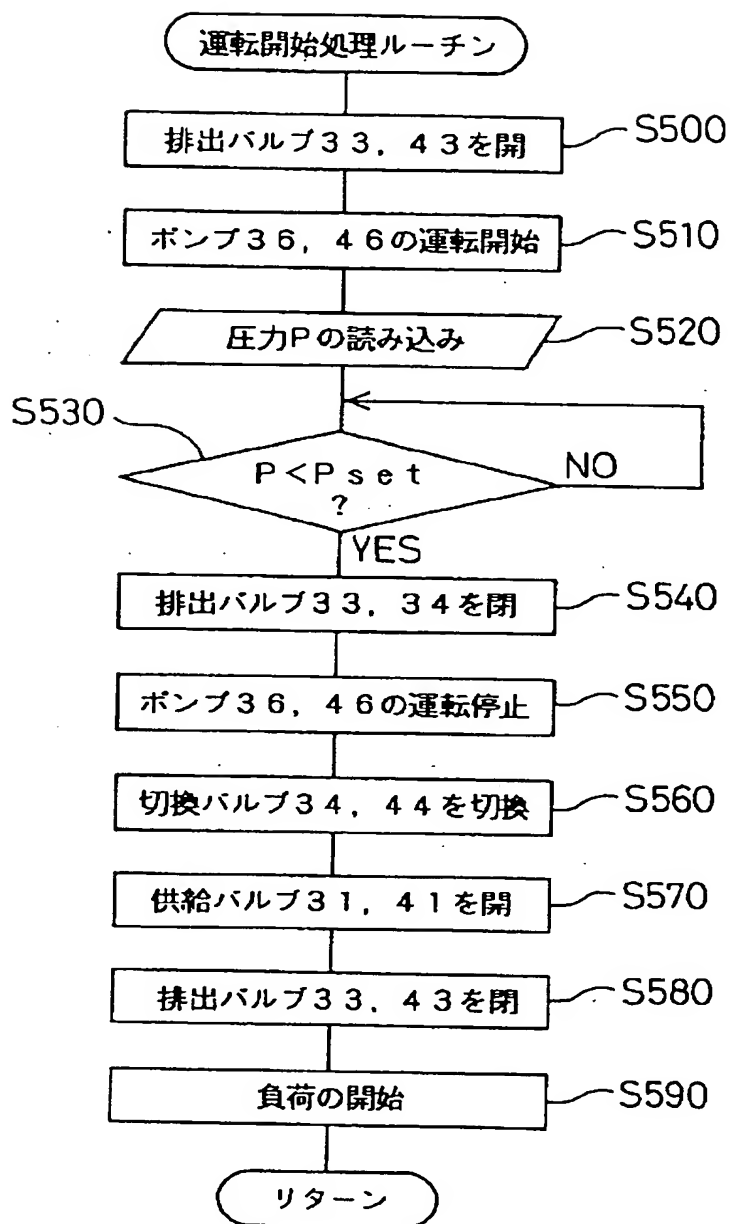 運転開始処理ルーチン
排出バルブ33，43を開
S500
ポンプ36，46の運転開始
S510
圧力Pの読み込み
S520
S530
P<Pset
?
NO
YES
排出バルブ33，34を閉
S540
ポンプ36，46の運転停止
S550
切換バルブ34，44を切換
S560
供給バルブ31，41を開
S570
排出バルブ33，43を閉
S580
負荷の開始
S590
リターン